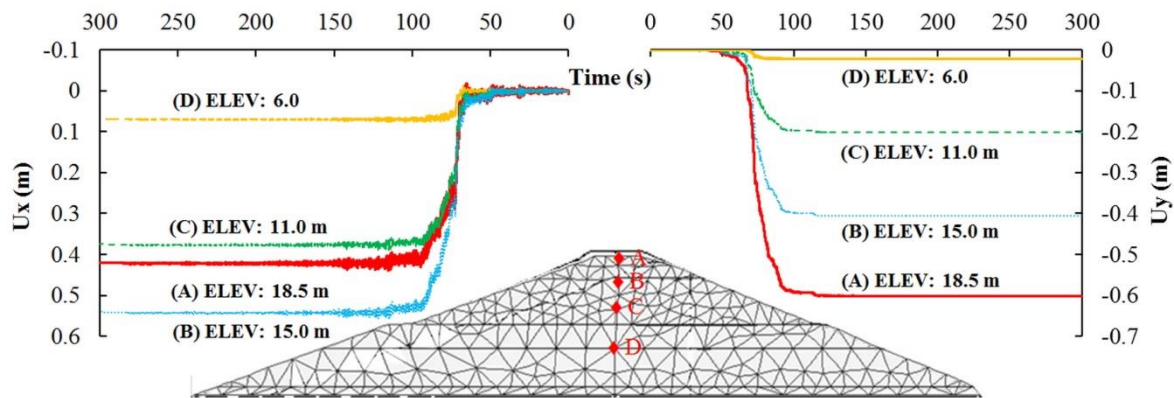 300 250 200 150 100 50 0
0 50 100 150 200 250 300
-0.1
0
0.1
0.2
0.3
0.4
0.5
0.6
Ux (m)
(D) ELEV: 6.0
(C) ELEV: 11.0 m
(A) ELEV: 18.5 m
(B) ELEV: 15.0 m
Time (s)
A
B
C
D
(D) ELEV: 6.0
(C) ELEV: 11.0 m
(B) ELEV: 15.0 m
(A) ELEV: 18.5 m
0
-0.1
-0.2
-0.3
-0.4
-0.5
-0.6
-0.7
Uy (m)